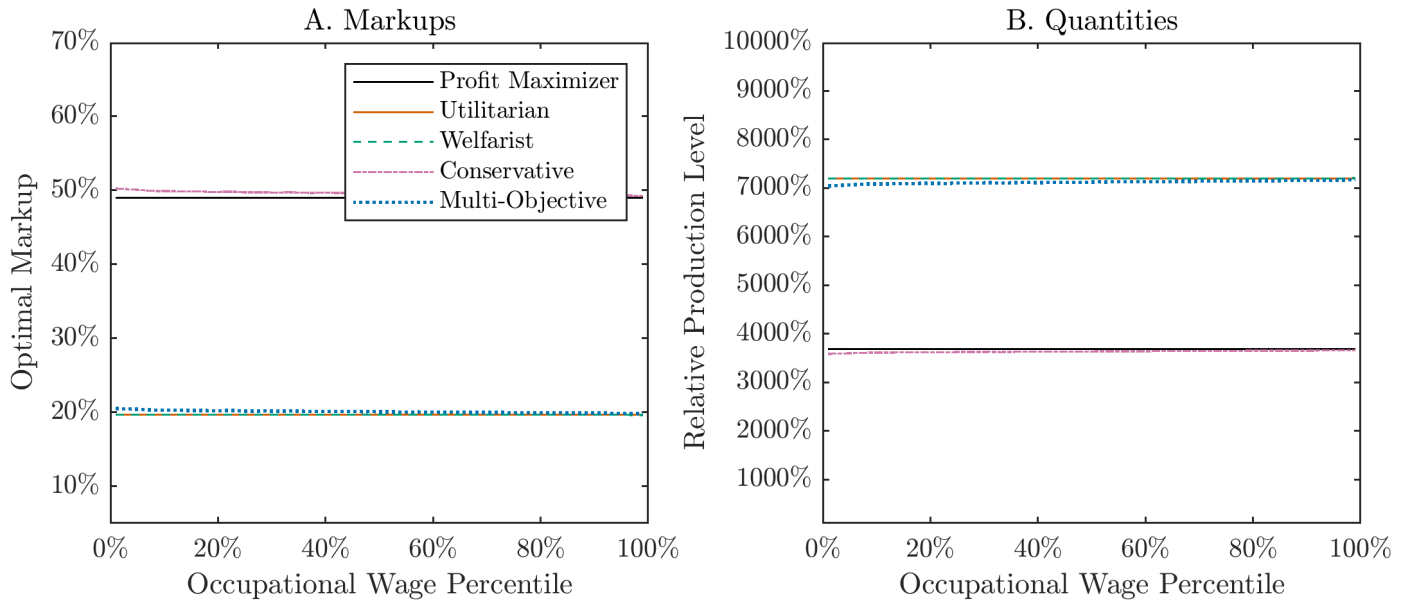 A. Markups
70%
60%
50%
40%
30%
20%
10%
Optimal Markup
Profit Maximizer
Utilitarian
Welfarist
Conservative
Multi-Objective
0%
20%
40%
60%
80%
100%
Occupational Wage Percentile
B. Quantities
10000%
9000%
8000%
7000%
6000%
5000%
4000%
3000%
2000%
1000%
Relative Production Level
0%
20%
40%
60%
80%
100%
Occupational Wage Percentile